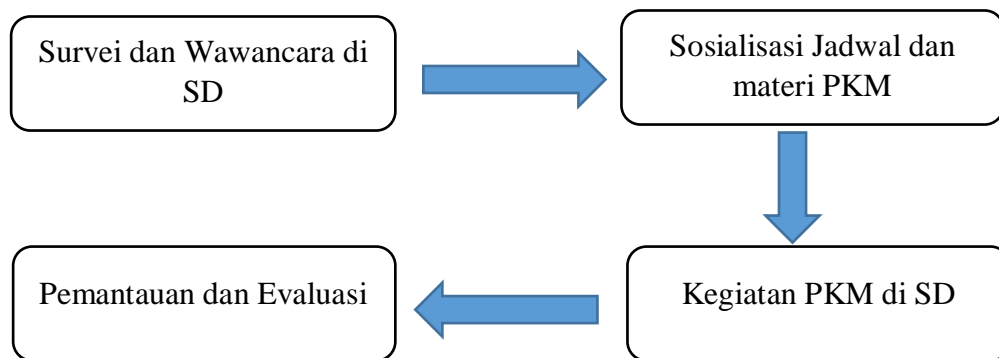 Survei dan Wawancara di
SD
Sosialisasi Jadwal dan
materi PKM
Kegiatan PKM di SD
Pemantauan dan Evaluasi